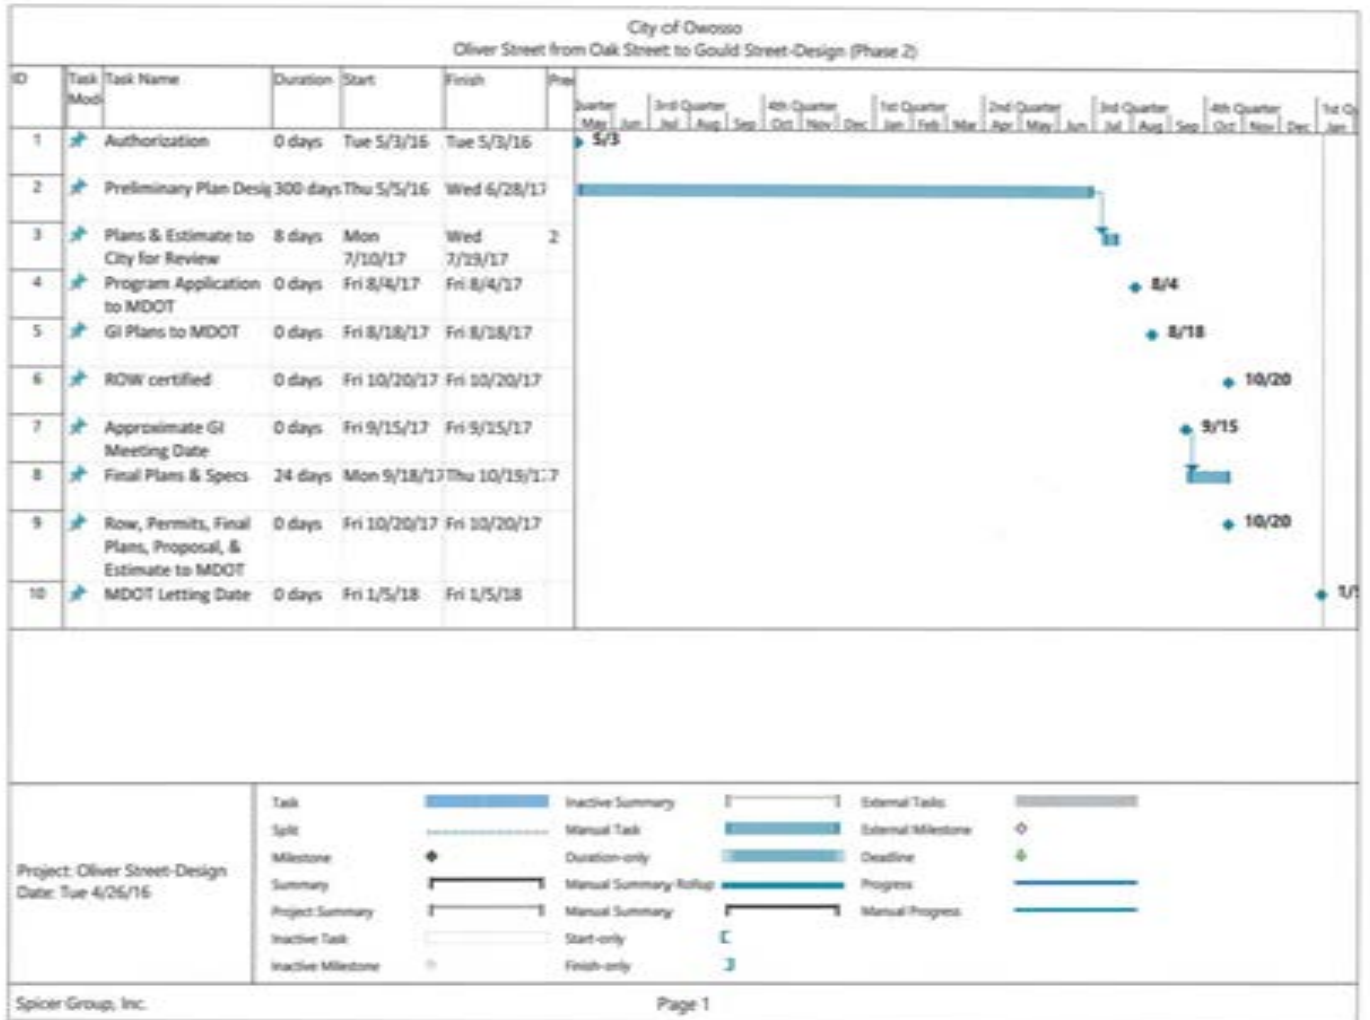 City of Owosso
Oliver Street from Oak Street to Gould Street-Design (Phase 2)
ID Task Mod Task Name Duration Start Finish Pre
Quarter 3rd Quarter 4th Quarter 1st Quarter 2nd Quarter 3rd Quarter 4th Quarter 1st Q
May Jun Jul Aug Sep Oct Nov Dec Jan Feb Mar Apr May Jun Jul Aug Sep Oct Nov Dec Jan
1 Authorization 0 days Tue 5/3/16 Tue 5/3/16 5/3
2 Preliminary Plan Desig 300 days Thu 5/5/16 Wed 6/28/17
3 Plans & Estimate to 8 days Mon Wed 2
City for Review 7/10/17 7/19/17
4 Program Application 0 days Fri 8/4/17 Fri 8/4/17 8/4
to MDOT
5 GI Plans to MDOT 0 days Fri 8/18/17 Fri 8/18/17 8/18
6 ROW certified 0 days Fri 10/20/17 Fri 10/20/17 10/20
7 Approximate GI 0 days Fri 9/15/17 Fri 9/15/17 9/15
Meeting Date
8 Final Plans & Specs 24 days Mon 9/18/17 Thu 10/19/17 7
9 Row, Permits, Final 0 days Fri 10/20/17 Fri 10/20/17 10/20
Plans, Proposal, &
Estimate to MDOT
10 MDOT Letting Date 0 days Fri 1/5/18 Fri 1/5/18 1/5
Task Inactive Summary External Tasks
Split Manual Task External Milestone
Milestone Duration-only Deadline
Summary Manual Summary Rollup Progress
Project Summary Manual Summary Manual Progress
Inactive Task Start-only
Inactive Milestone Finish-only
Project: Oliver Street-Design
Date: Tue 4/26/16
Spicer Group, Inc. Page 1